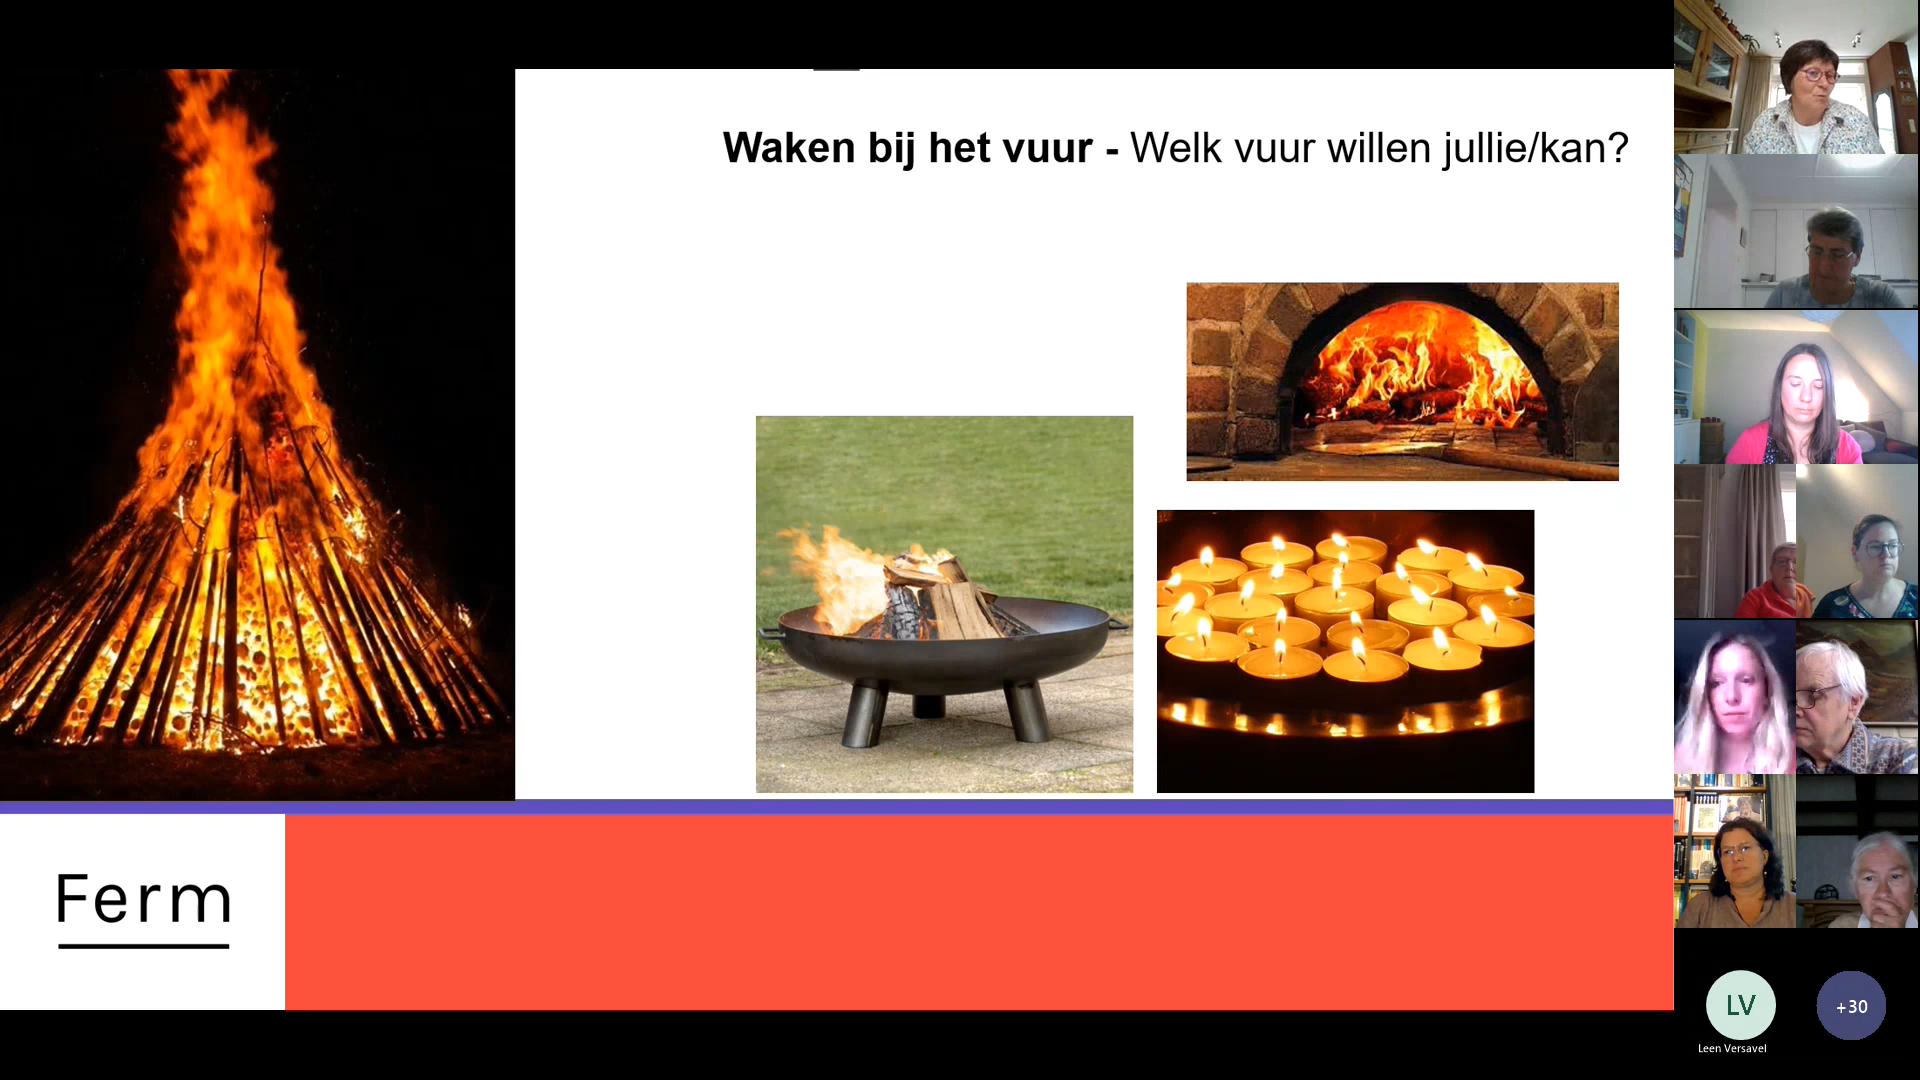 Waken bij het vuur - Welk vuur willen jullie/kan?
Ferm
LV
Leen Versavel
+30